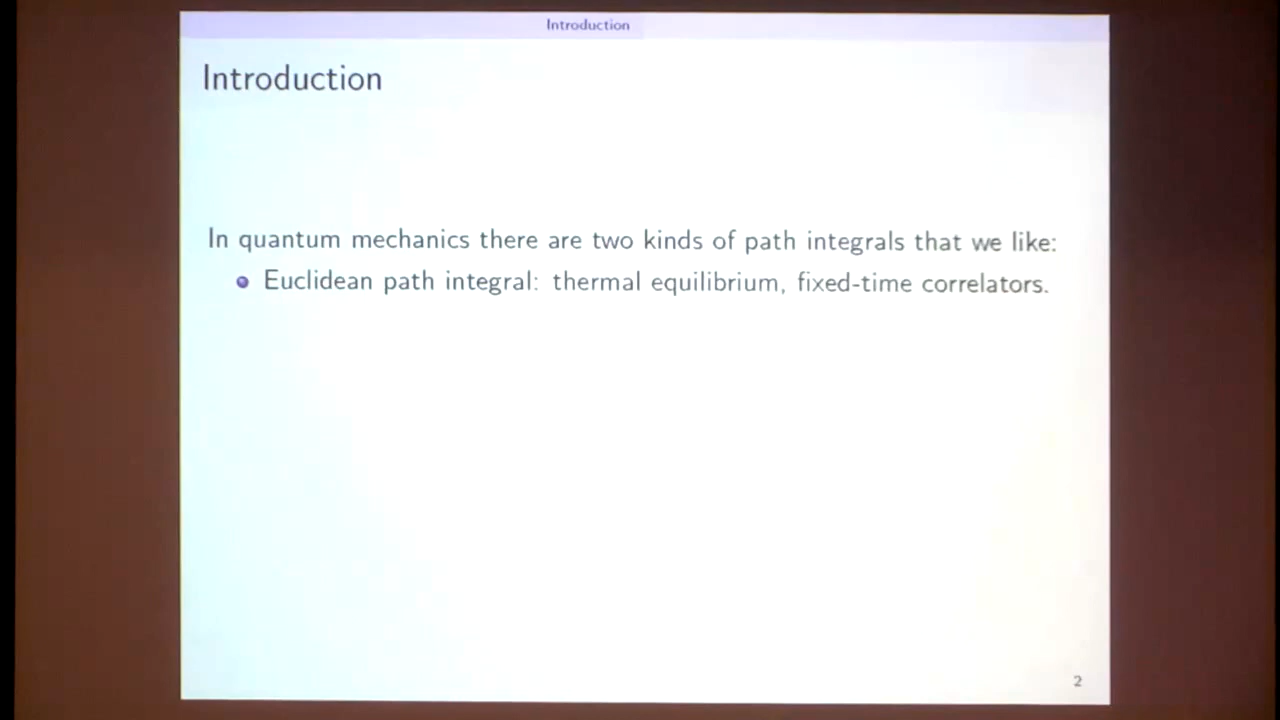 Introduction
Introduction
In quantum mechanics there are two kinds of path integrals that we like:
Euclidean path integral: thermal equilibrium, fixed-time correlators.
2